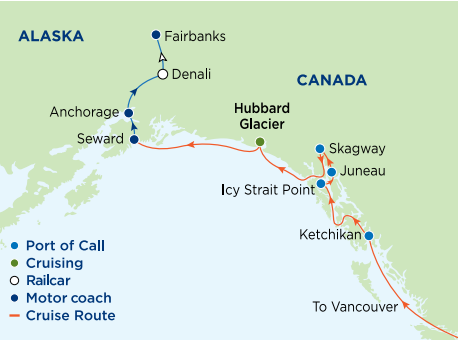 ALASKA
Fairbanks
Denali
CANADA
Anchorage
Hubbard
Glacier
Seward
Skagway
Juneau
Icy Strait Point
Ketchikan
Port of Call
Cruising
Railcar
Motor coach
Cruise Route
To Vancouver